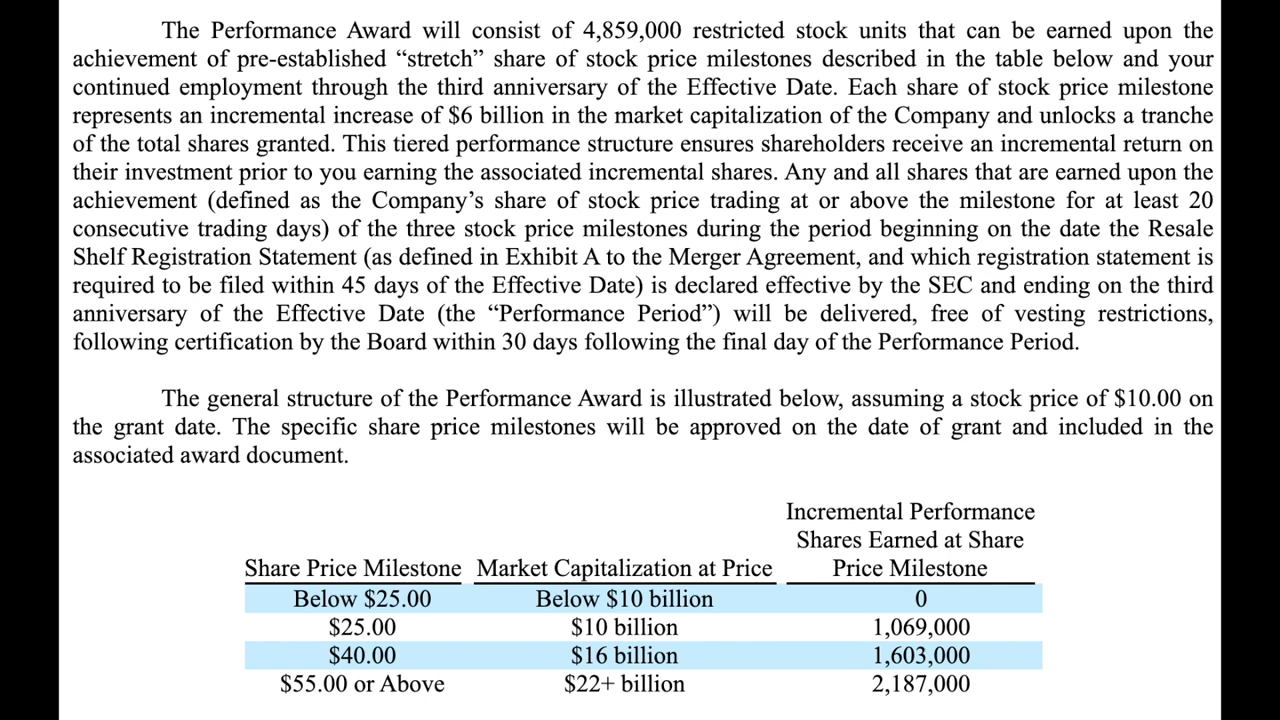 The Performance Award will consist of 4,859,000 restricted stock units that can be earned upon the
achievement of pre-established “stretch” share of stock price milestones described in the table below and your
continued employment through the third anniversary of the Effective Date. Each share of stock price milestone
represents an incremental increase of $6 billion in the market capitalization of the Company and unlocks a tranche
of the total shares granted. This tiered performance structure ensures shareholders receive an incremental return on
their investment prior to you earning the associated incremental shares. Any and all shares that are earned upon the
achievement (defined as the Company’s share of stock price trading at or above the milestone for at least 20
consecutive trading days) of the three stock price milestones during the period beginning on the date the Resale
Shelf Registration Statement (as defined in Exhibit A to the Merger Agreement, and which registration statement is
required to be filed within 45 days of the Effective Date) is declared effective by the SEC and ending on the third
anniversary of the Effective Date (the “Performance Period”) will be delivered, free of vesting restrictions,
following certification by the Board within 30 days following the final day of the Performance Period.
The general structure of the Performance Award is illustrated below, assuming a stock price of $10.00 on
the grant date. The specific share price milestones will be approved on the date of grant and included in the
associated award document.
Incremental Performance
Shares Earned at Share
Share Price Milestone Market Capitalization at Price Price Milestone
Below $25.00 Below $10 billion 0
$25.00 $10 billion 1,069,000
$40.00 $16 billion 1,603,000
$55.00 or Above $22+ billion 2,187,000